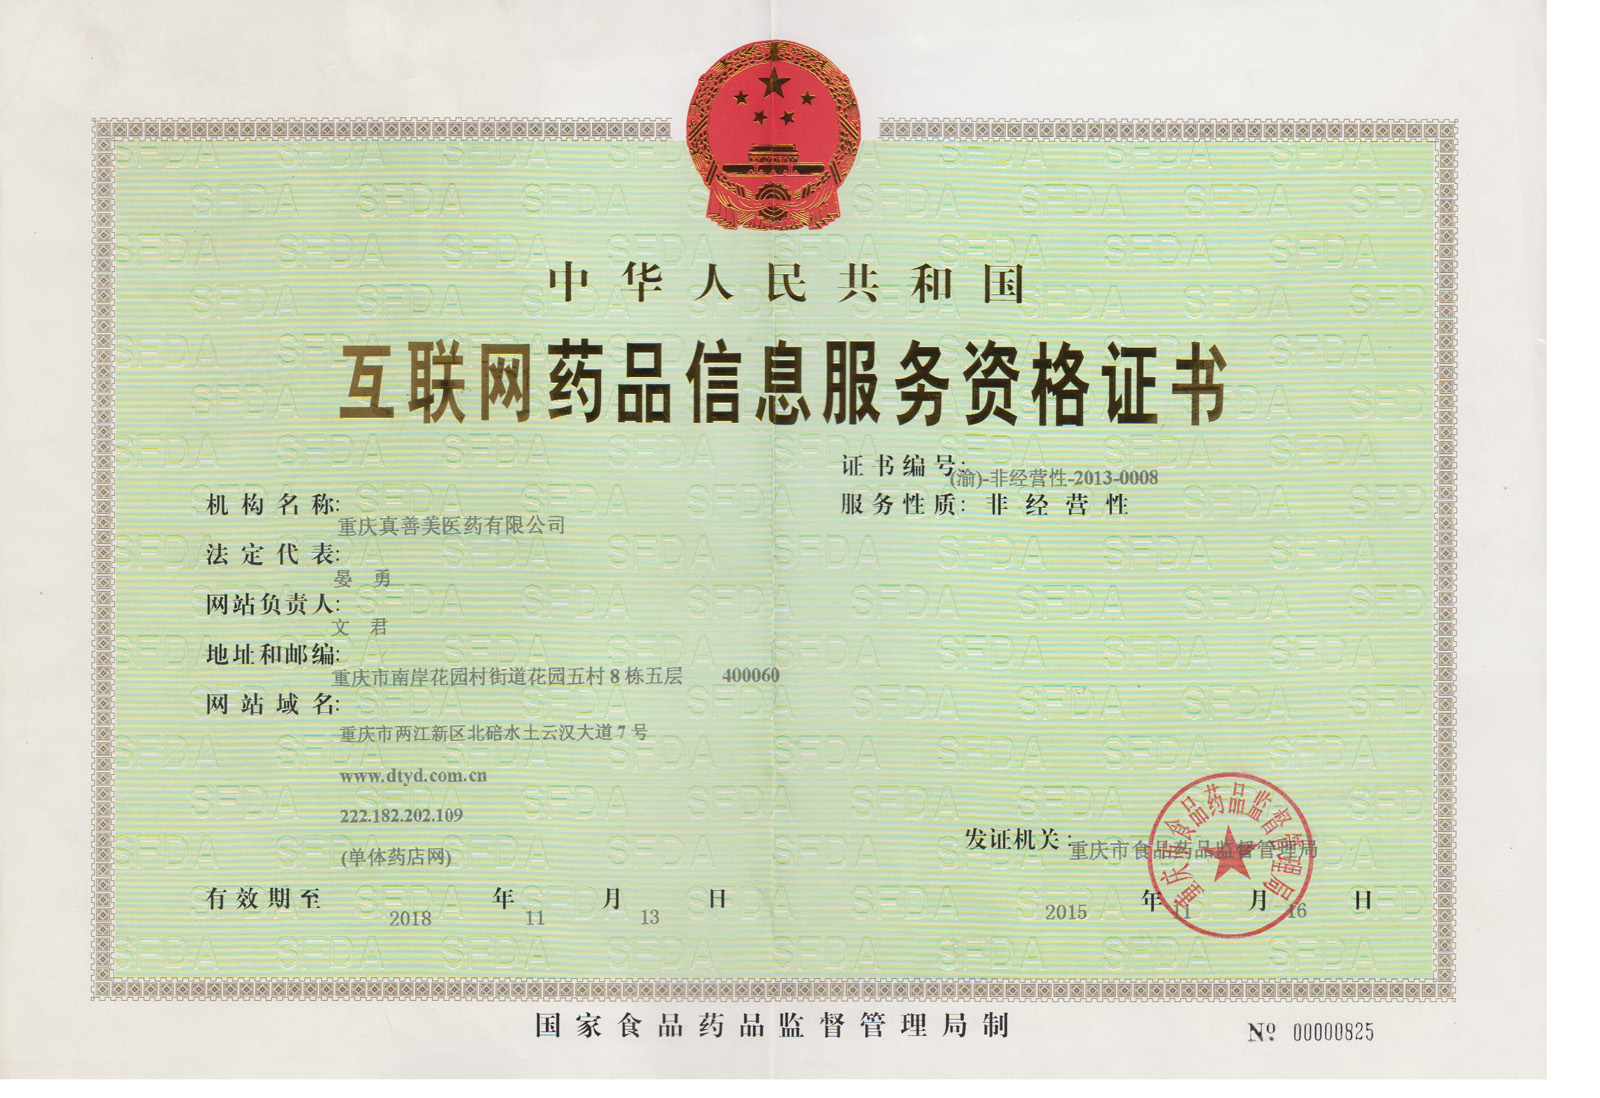 中华人民共和国
互联网药品信息服务资格证书
证书编号:(渝)-非经营性-2013-0008
服务性质:非经营性
机构名称:重庆真善美医药有限公司
法定代表:晏 勇
网站负责人:文 君
地址和邮编:重庆市南岸花园村街道花园五村8栋五层 400060
网站域名:
重庆市两江新区北碚水土云汉大道7号
www.dtyd.com.cn
222.182.202.109
(单体药店网)
发证机关:重庆市食品药品监督管理局
重庆市食品药品监督管理局
有效期至 2018 年 11 月 13 日
2015 年 11 月 16 日
国家食品药品监督管理局制
№ 00000825
SFDA